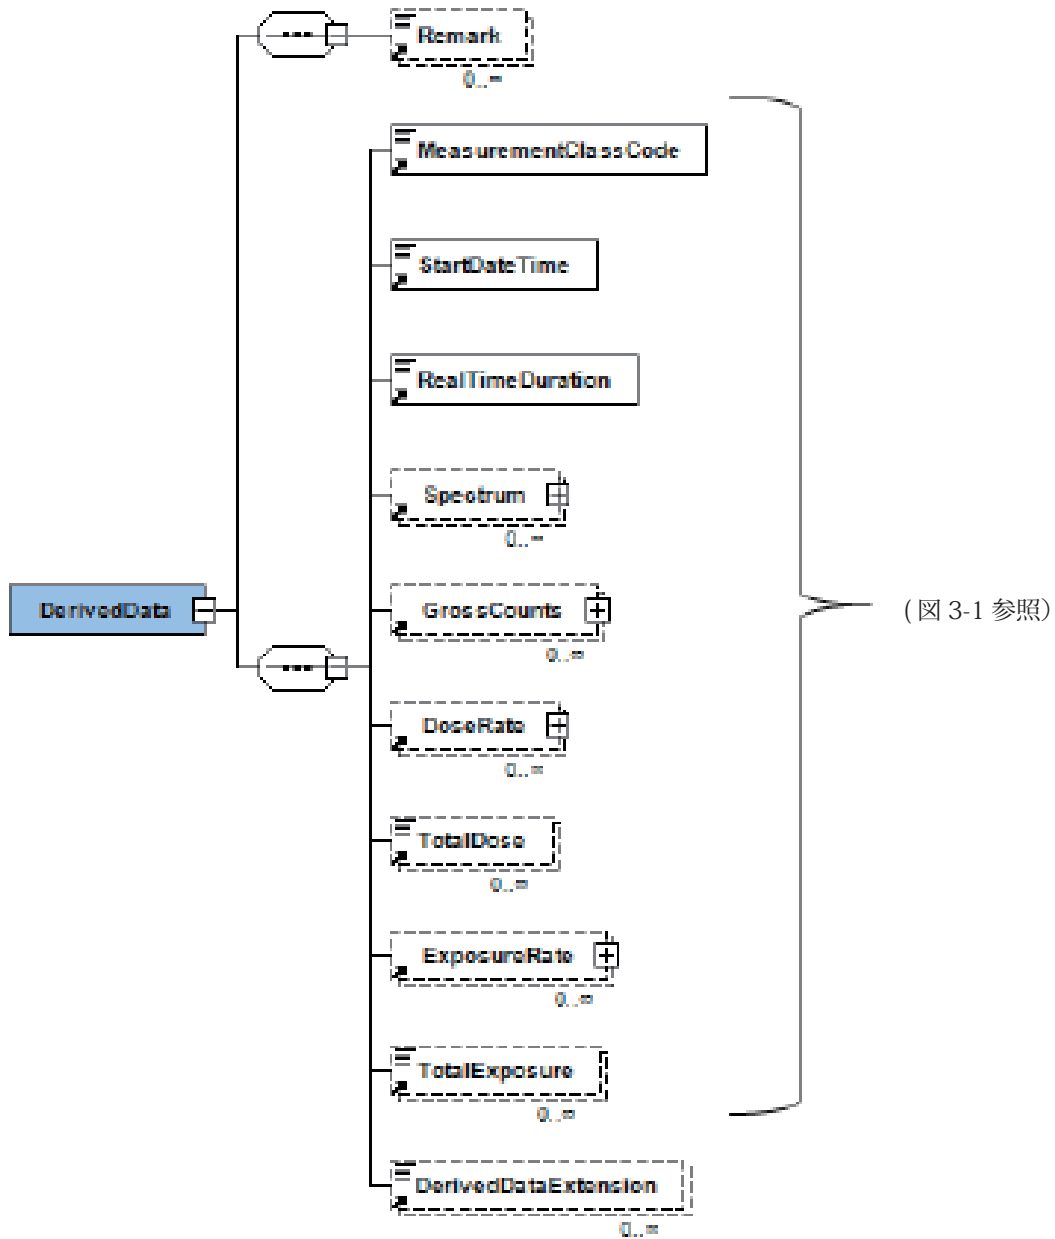 Remark
0..∞
MeasurementClassCode
StartDateTime
RealTimeDuration
Spectrum
0..∞
GrossCounts
0..∞
DerivedData
(図 3-1 参照)
DoseRate
0..∞
TotalDose
0..∞
ExposureRate
0..∞
TotalExposure
0..∞
DerivedDataExtension
0..∞